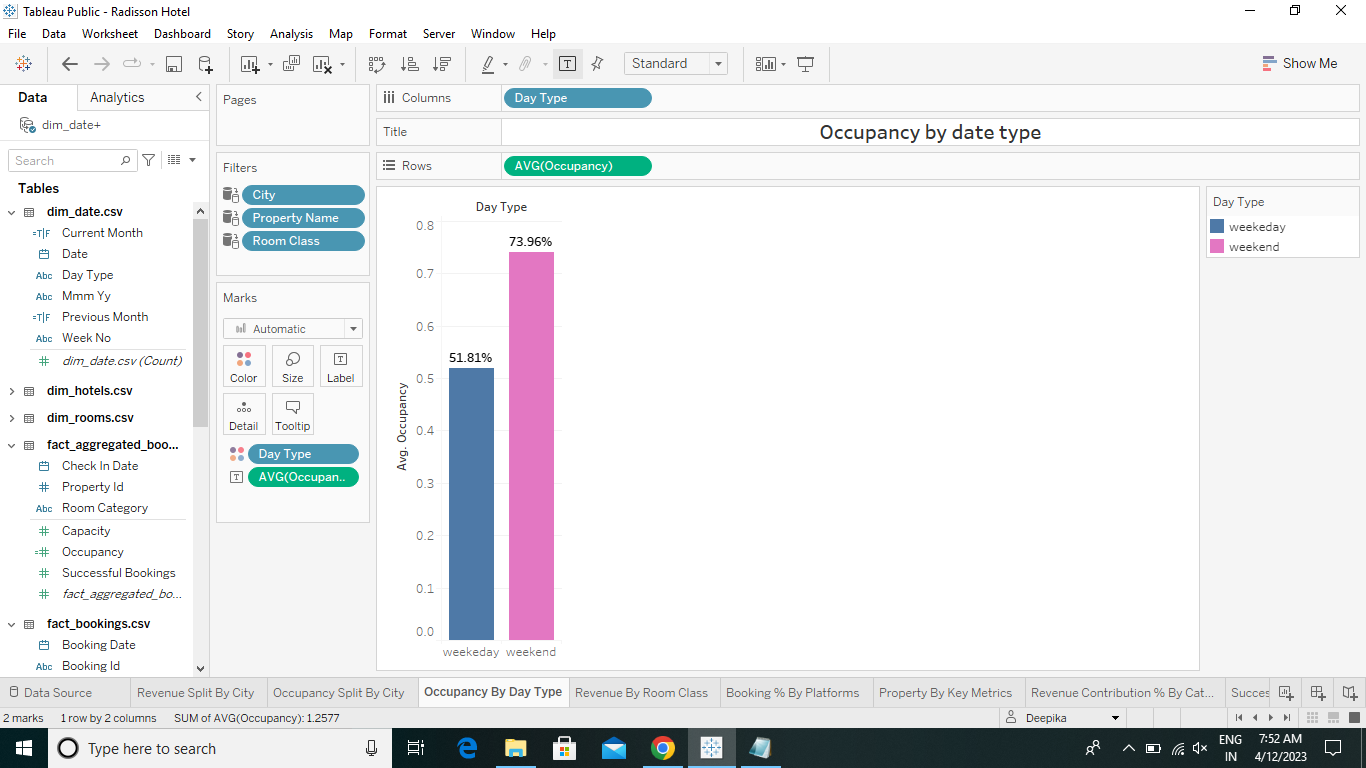 Tableau Public - Radisson Hotel
File Data Worksheet Dashboard Story Analysis Map Format Server Window Help
Standard
Show Me
Data Analytics
dim_date+
Search
Tables
dim_date.csv
=T|F Current Month
Date
Abc Day Type
Abc Mmm Yy
=T|F Previous Month
Abc Week No
# dim_date.csv (Count)
dim_hotels.csv
dim_rooms.csv
fact_aggregated_boo...
Check In Date
# Property Id
Abc Room Category
# Capacity
=# Occupancy
# Successful Bookings
# fact_aggregated_bo...
fact_bookings.csv
Booking Date
Abc Booking Id
Pages
Filters
City
Property Name
Room Class
Marks
Automatic
Color Size Label
Detail Tooltip
Day Type
AVG(Occupan..
Columns Day Type
Title Occupancy by date type
Rows AVG(Occupancy)
Day Type
0.8
0.7
0.6
0.5
0.4
0.3
0.2
0.1
0.0
Avg. Occupancy
51.81%
73.96%
weekeday weekend
Day Type
weekeday
weekend
Data Source Revenue Split By City Occupancy Split By City Occupancy By Day Type Revenue By Room Class Booking % By Platforms Property By Key Metrics Revenue Contribution % By Cat... Succes
2 marks 1 row by 2 columns SUM of AVG(Occupancy): 1.2577 Deepika
Type here to search
ENG
IN
7:52 AM
4/12/2023